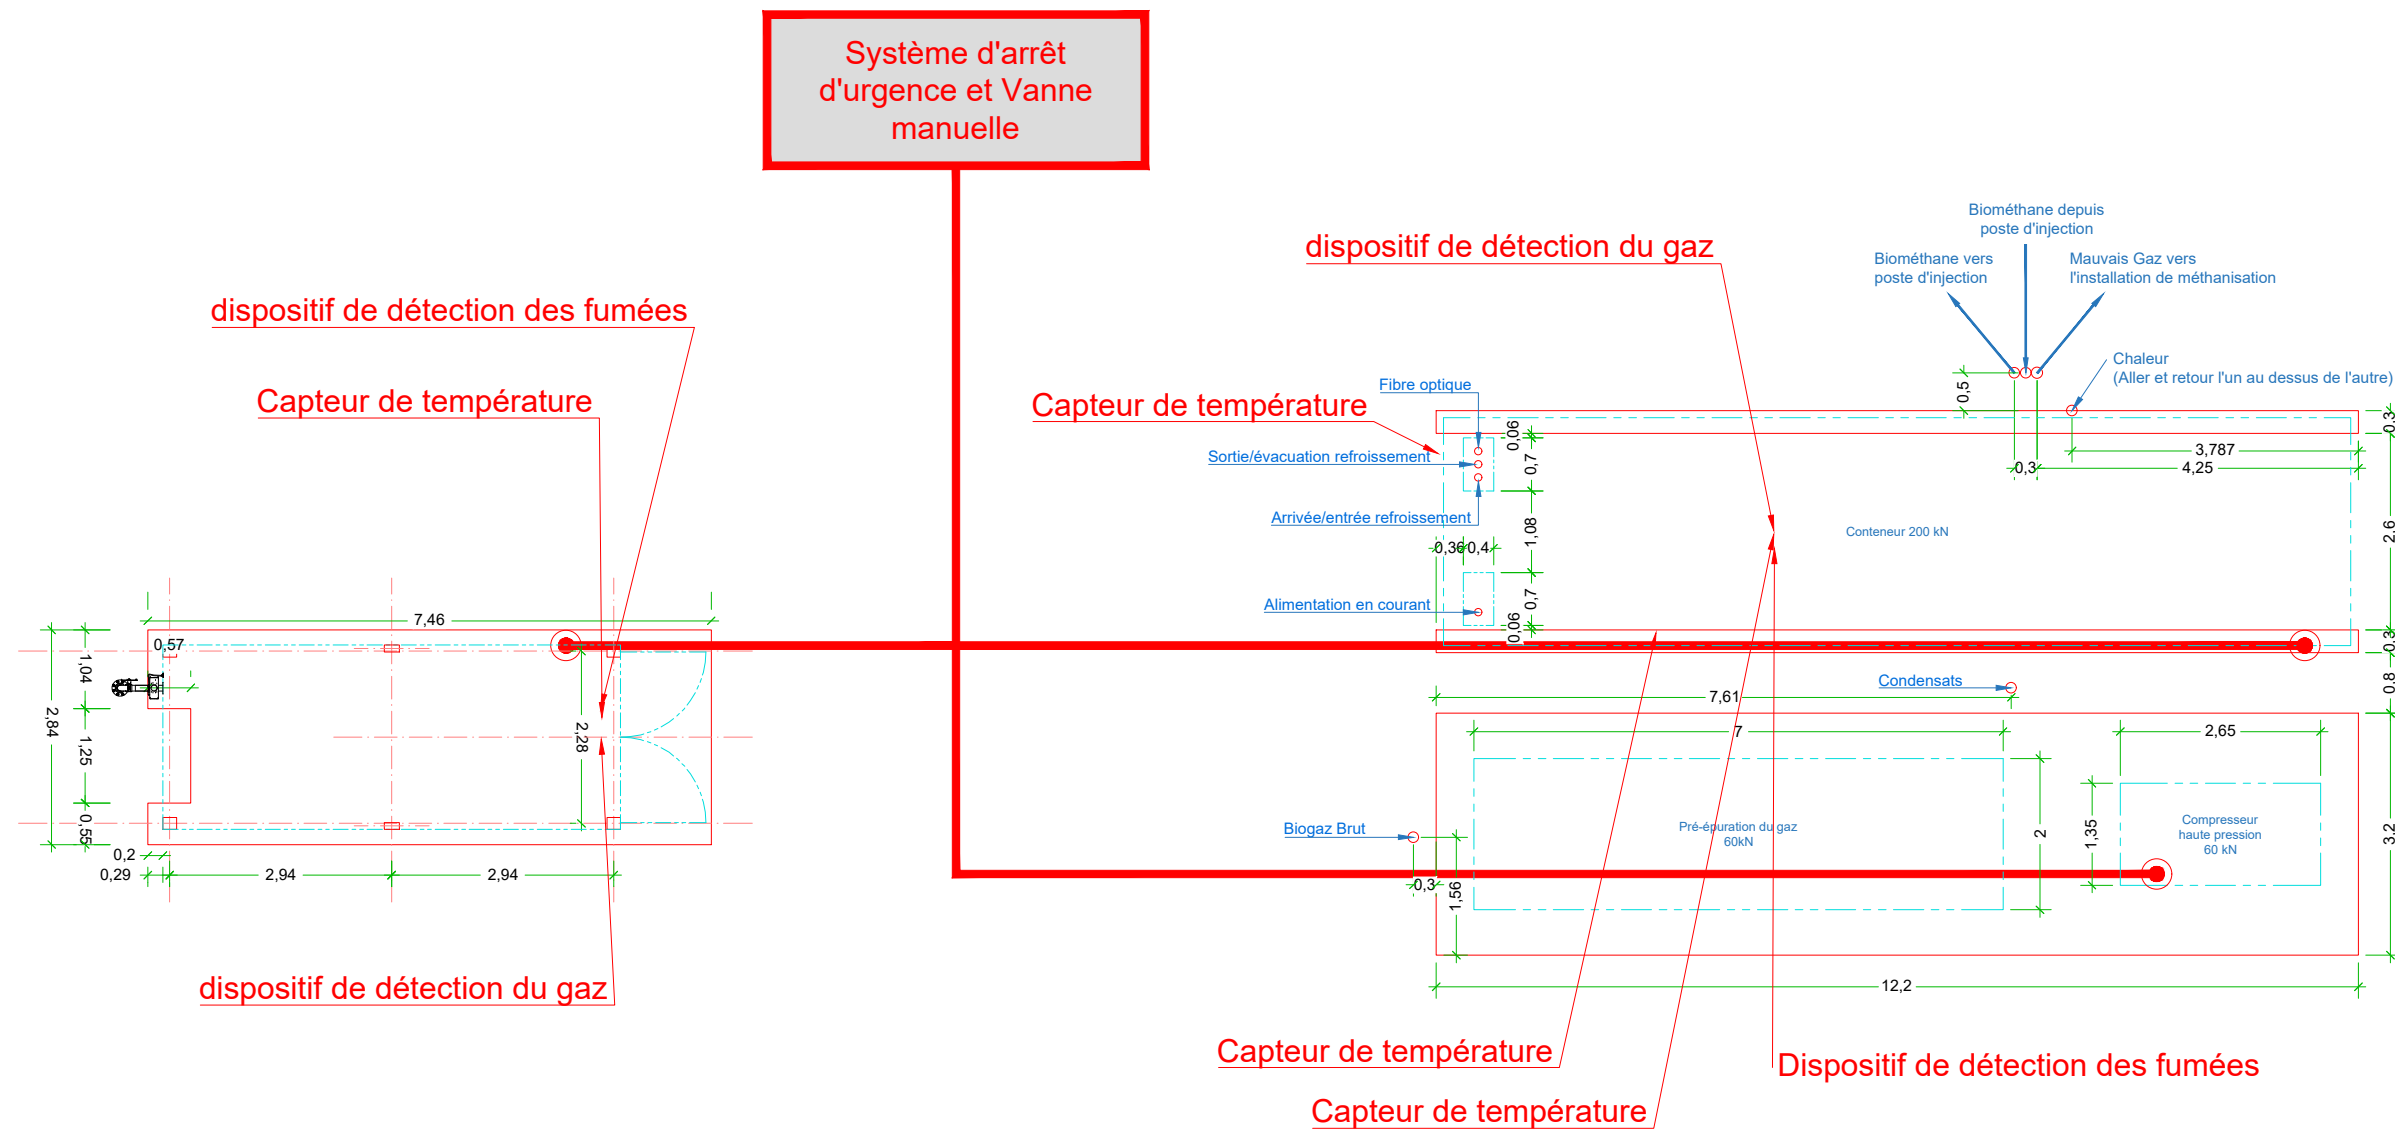 Système d'arrêt
d'urgence et Vanne
manuelle
Biométhane depuis
poste d'injection
Biométhane vers
poste d'injection
Mauvais Gaz vers
l'installation de méthanisation
dispositif de détection du gaz
dispositif de détection des fumées
Capteur de température
Capteur de température
Fibre optique
Chaleur
(Aller et retour l'un au dessus de l'autre)
0,5
0,3
0,06
Sortie/évacuation refroissement
0,7
3,787
0,3
4,25
Arrivée/entrée refroissement
1,08
Conteneur 200 kN
2,6
0,36
0,4
Alimentation en courant
0,7
0,06
0,3
7,46
0,57
1,04
2,84
1,25
2,28
0,55
0,2
0,29
2,94
2,94
Condensats
0,8
7,61
7
2,65
Biogaz Brut
Pré-épuration du gaz
60kN
2
1,35
Compresseur
haute pression
60 kN
3,2
0,3
1,56
12,2
dispositif de détection du gaz
Capteur de température
Dispositif de détection des fumées
Capteur de température